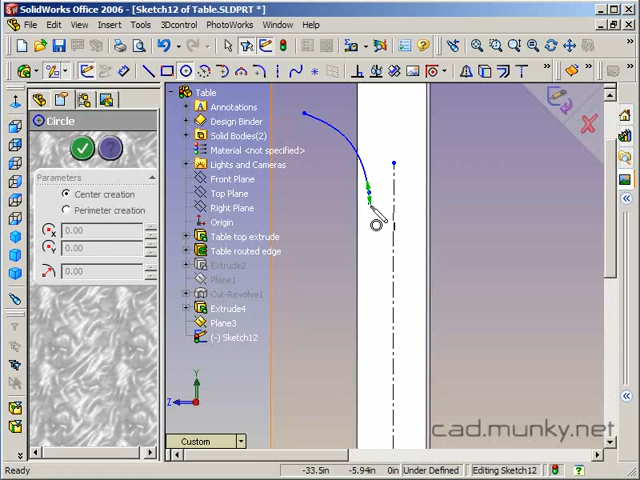 SolidWorks Office 2006 - [Sketch12 of Table.SLDPRT *]
File Edit View Insert Tools 3Dcontrol PhotoWorks Window Help
Circle
Parameters
Center creation
Perimeter creation
0.00
0.00
0.00
Table
Annotations
Design Binder
Solid Bodies(2)
Material <not specified>
Lights and Cameras
Front Plane
Top Plane
Right Plane
Origin
Table top extrude
Table routed edge
Extrude2
Plane1
Cut-Revolve1
Extrude4
Plane3
(-) Sketch12
Y
Z X
Custom
cad.munky.net
Ready -33.5in -5.94in 0in Under Defined Editing Sketch12